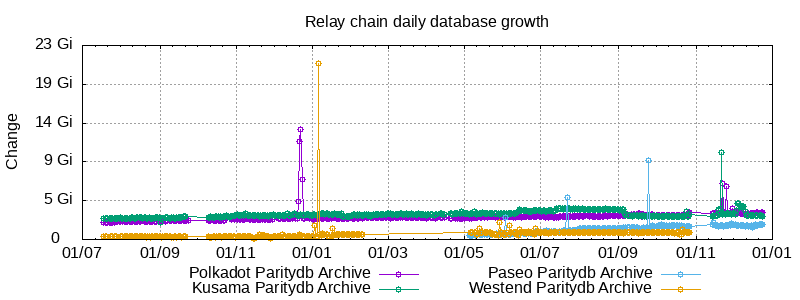 Relay chain daily database growth
Change
23 Gi
19 Gi
14 Gi
9 Gi
5 Gi
0
01/07 01/09 01/11 01/01 01/03 01/05 01/07 01/09 01/11 01/01
Polkadot Paritydb Archive Paseo Paritydb Archive
Kusama Paritydb Archive Westend Paritydb Archive